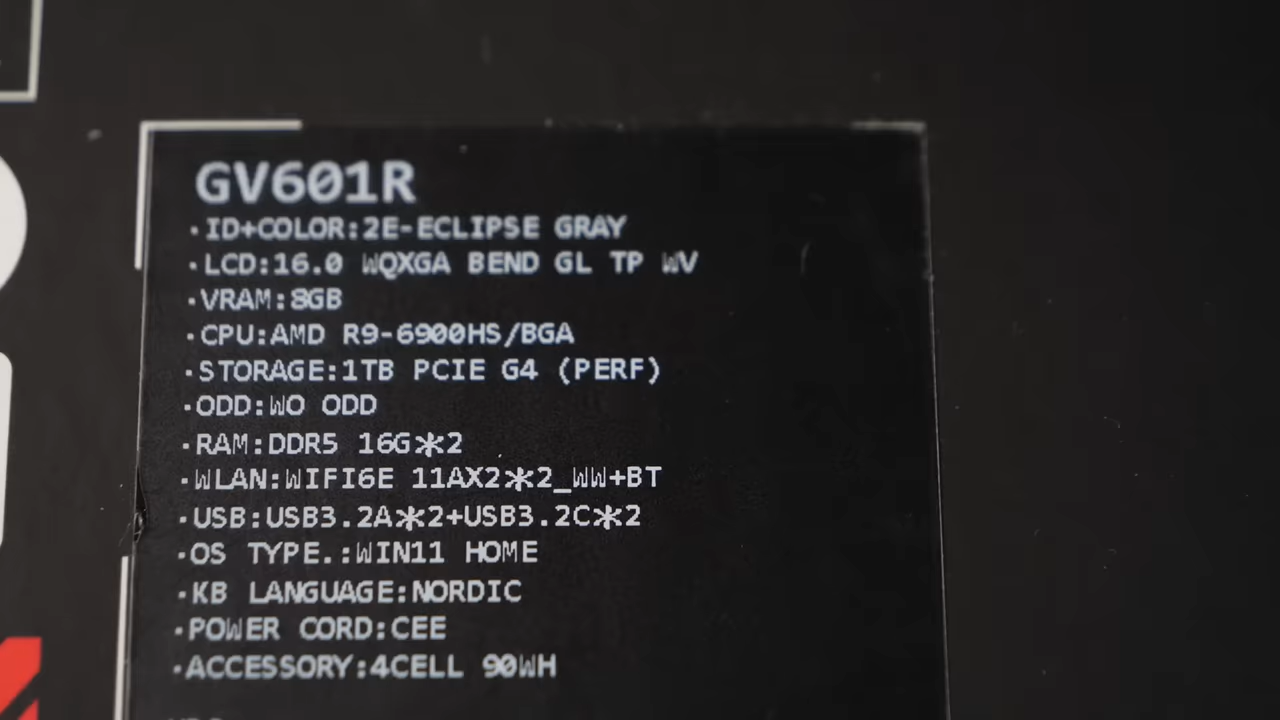 GV601R
·ID+COLOR:2E-ECLIPSE GRAY
·LCD:16.0 WQXGA BEND GL TP WV
·VRAM:8GB
·CPU:AMD R9-6900HS/BGA
·STORAGE:1TB PCIE G4 (PERF)
·ODD:WO ODD
·RAM:DDR5 16G*2
·WLAN:WIFI6E 11AX2*2_WW+BT
·USB:USB3.2A*2+USB3.2C*2
·OS TYPE.:WIN11 HOME
·KB LANGUAGE:NORDIC
·POWER CORD:CEE
·ACCESSORY:4CELL 90WH